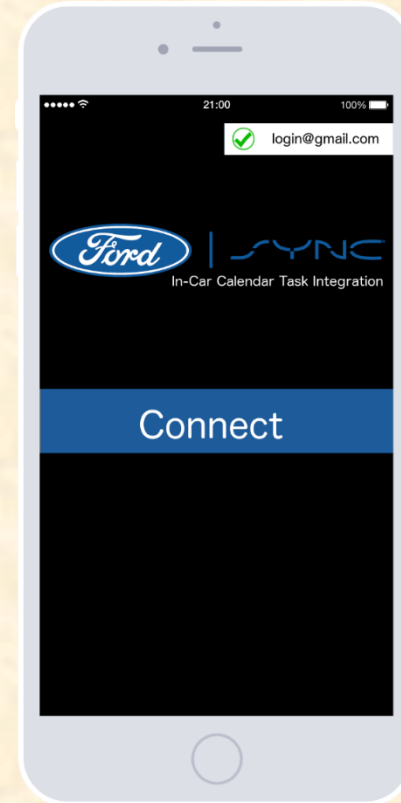 21:00 100%
login@gmail.com
Ford | SYNC
In-Car Calendar Task Integration
Connect